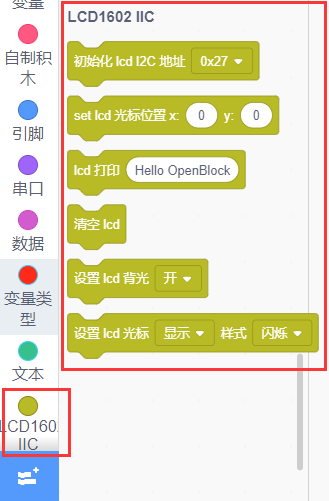 变量
自制积
木
引脚
串口
数据
变量类
型
文本
LCD1602
IIC
LCD1602 IIC
初始化 lcd I2C 地址 0x27
set lcd 光标位置 x: 0 y: 0
lcd 打印 Hello OpenBlock
清空 lcd
设置 lcd 背光 开
设置 lcd 光标 显示 样式 闪烁